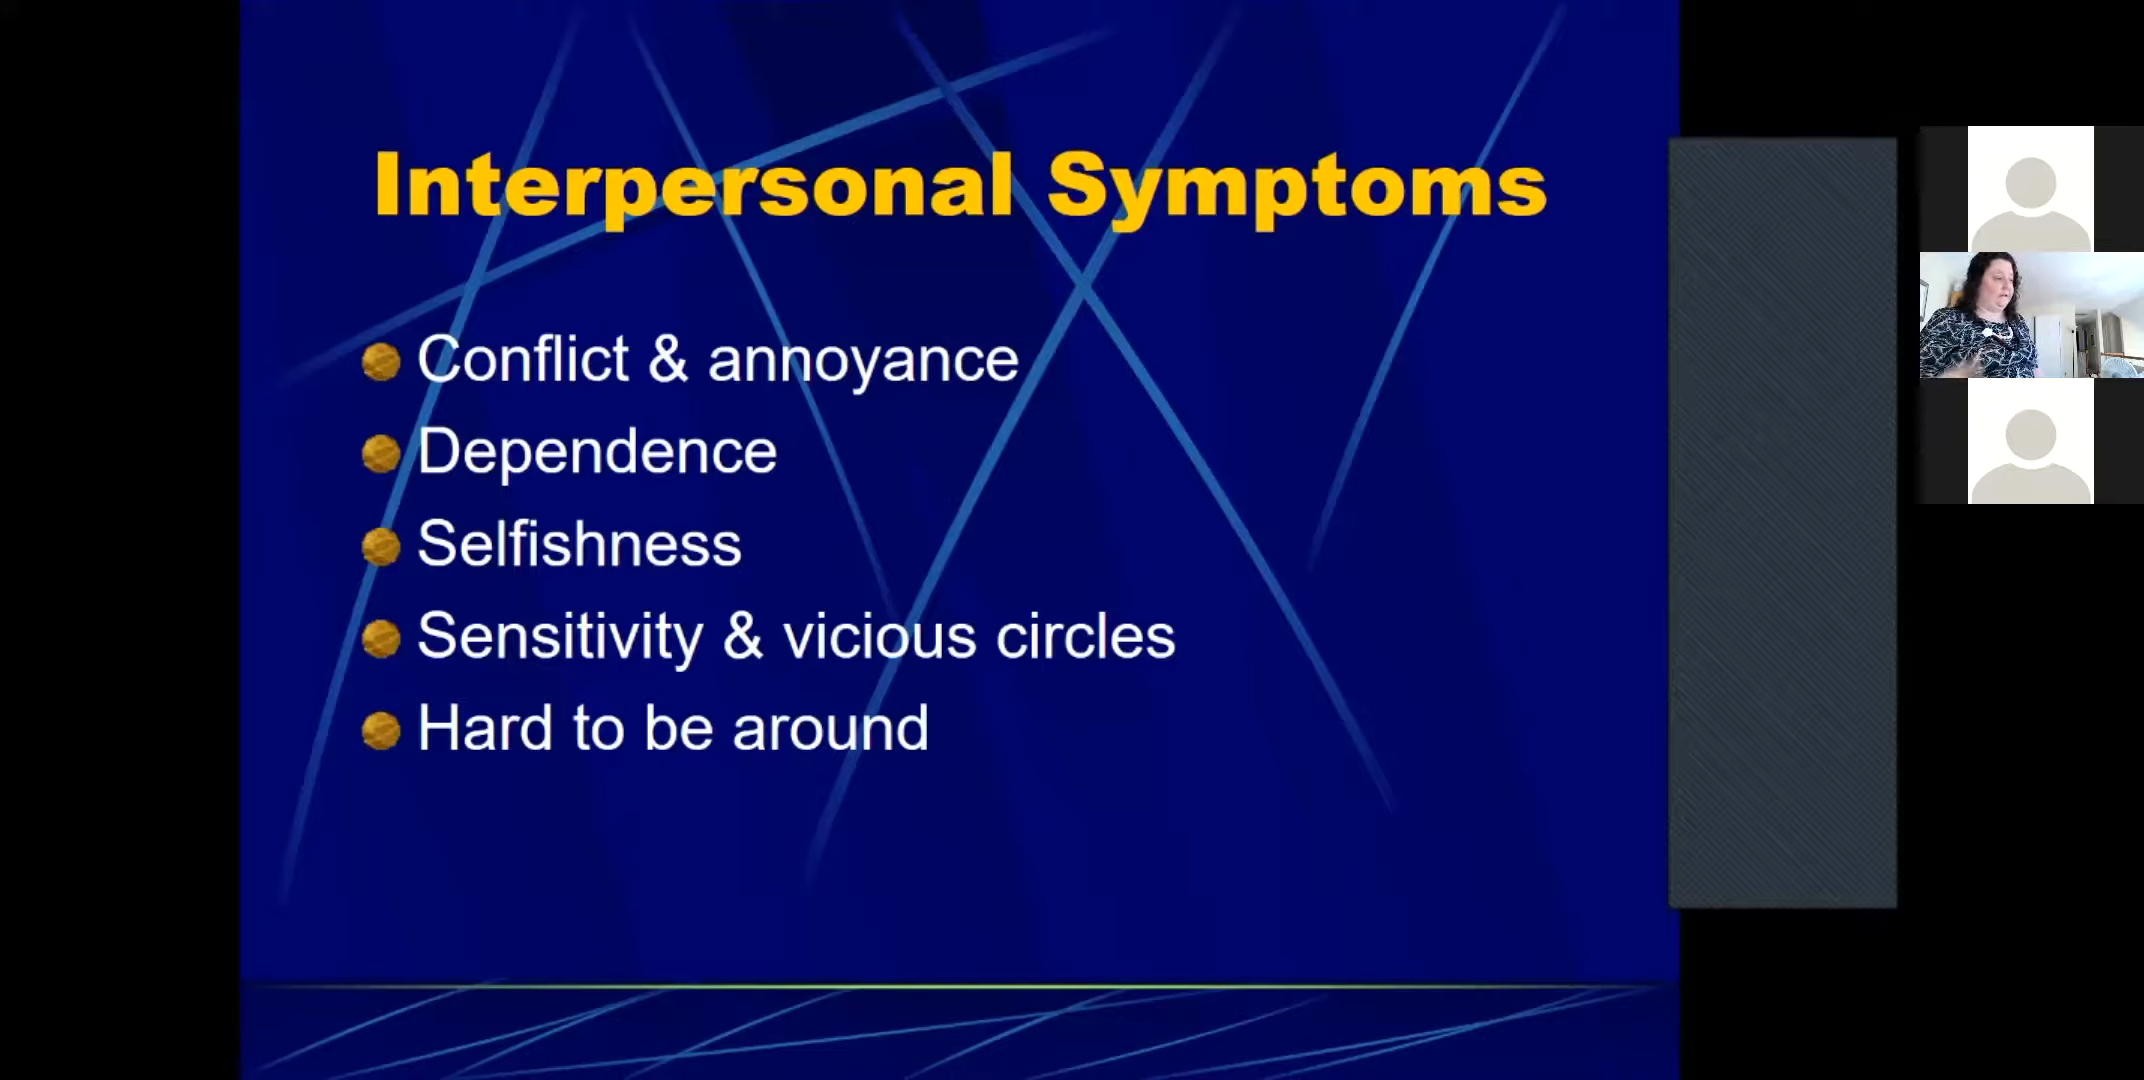 Interpersonal Symptoms
Conflict & annoyance
Dependence
Selfishness
Sensitivity & vicious circles
Hard to be around